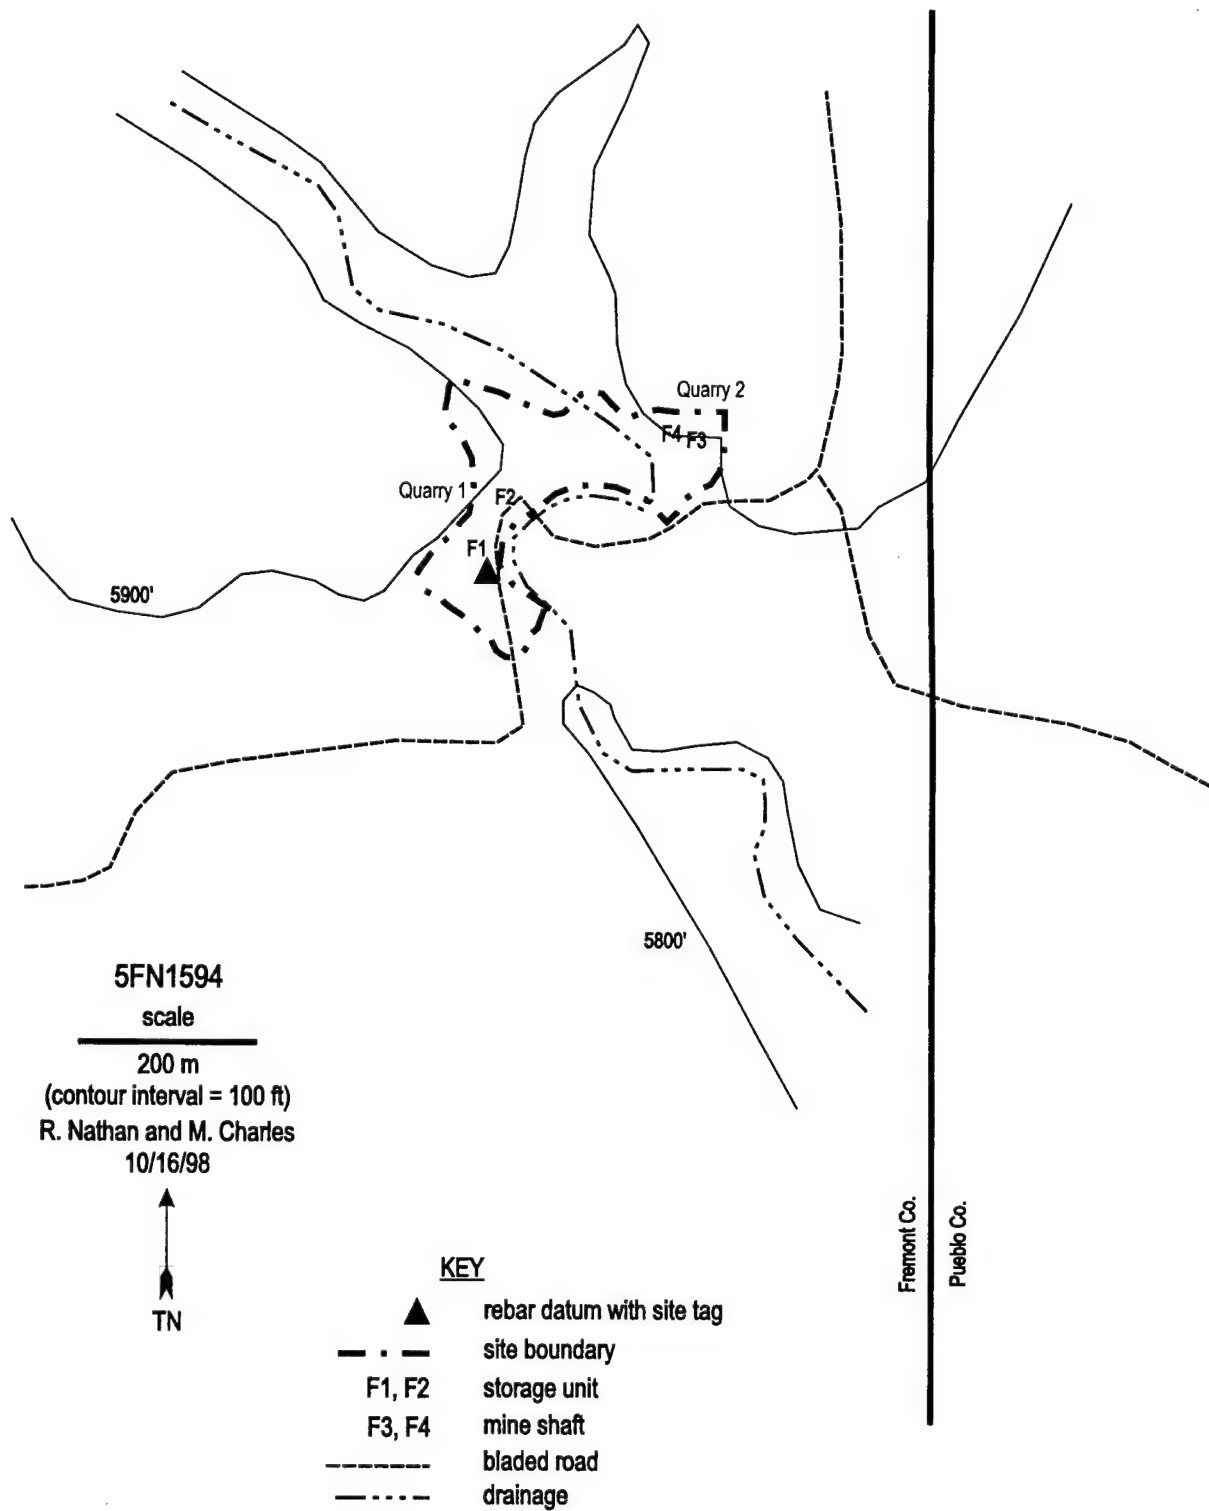 Quarry 2
F4
F3
Quarry 1
F2
F1
5900'
5800'
5FN1594
scale
200 m
(contour interval = 100 ft)
R. Nathan and M. Charles
10/16/98
TN
Fremont Co.
Pueblo Co.
KEY
rebar datum with site tag
site boundary
F1, F2 storage unit
F3, F4 mine shaft
bladed road
drainage